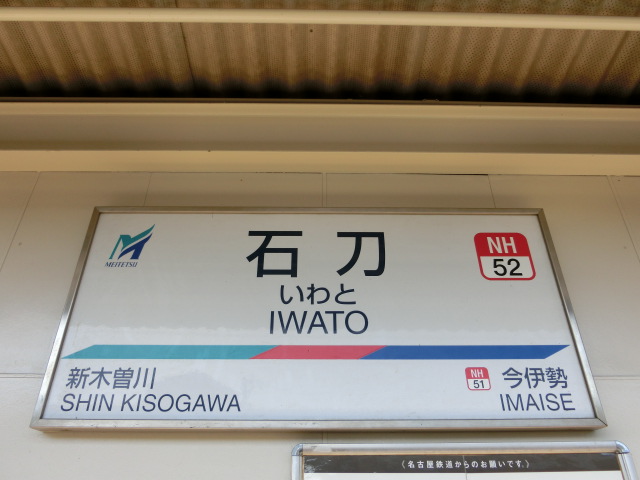 MEITETSU
石刀
いわと
IWATO
NH
52
新木曽川
SHIN KISOGAWA
NH
51
今伊勢
IMAISE
(名古屋鉄道からのお願いです。)